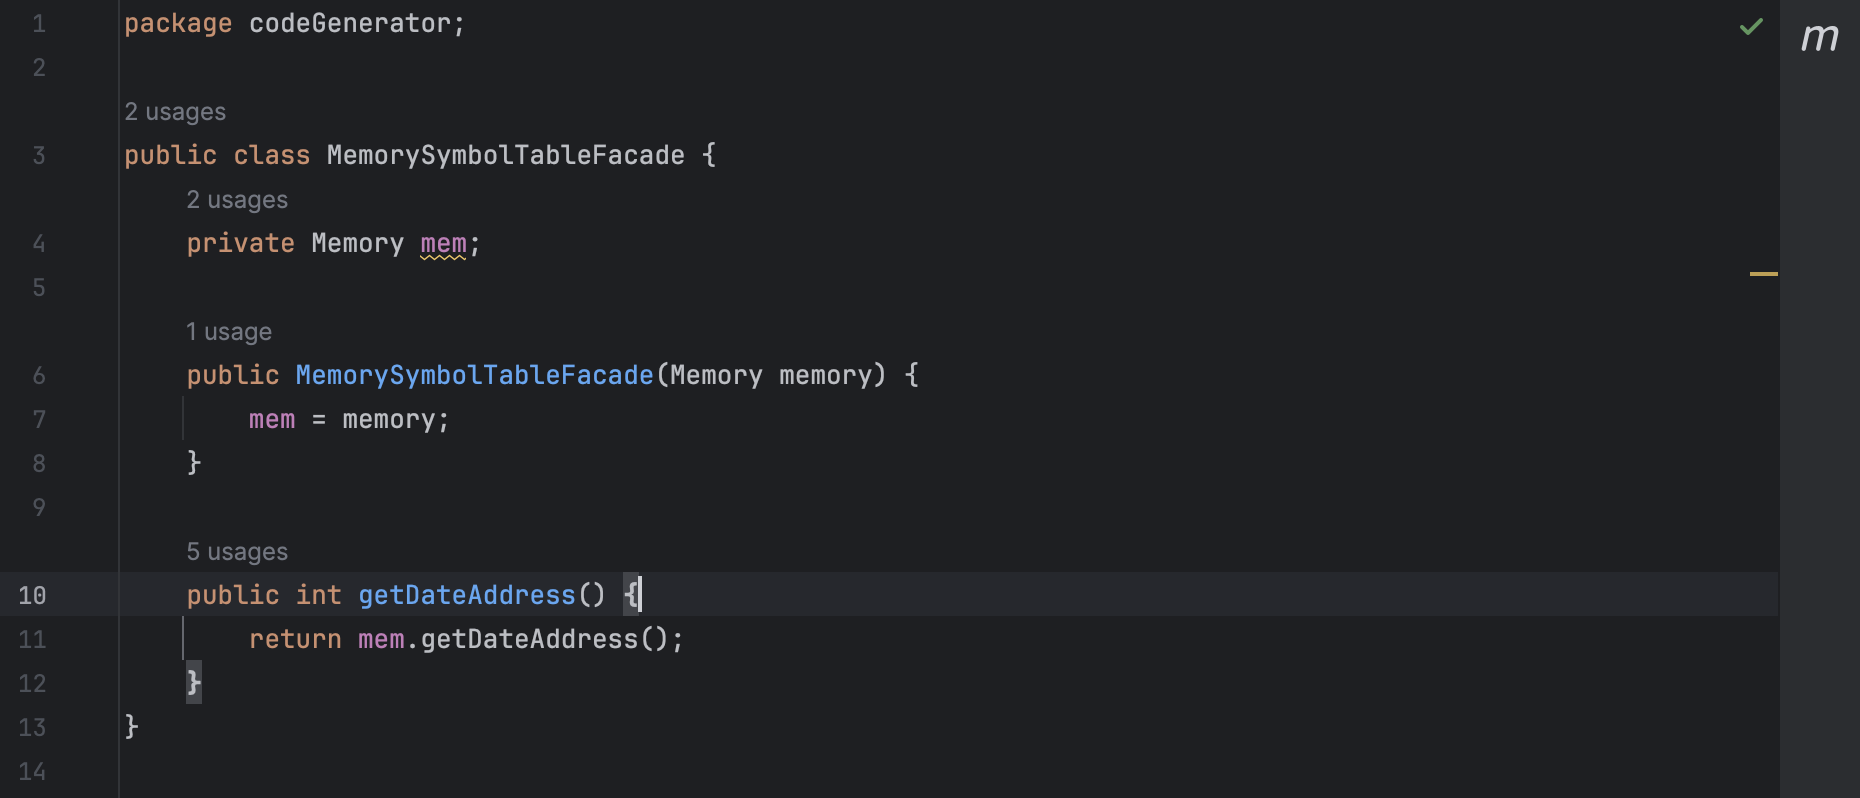 1 package codeGenerator;
2
2 usages
3 public class MemorySymbolTableFacade {
2 usages
4 private Memory mem;
5
1 usage
6 public MemorySymbolTableFacade(Memory memory) {
7 mem = memory;
8 }
9
5 usages
10 public int getDateAddress() {
11 return mem.getDateAddress();
12 }
13 }
14
m